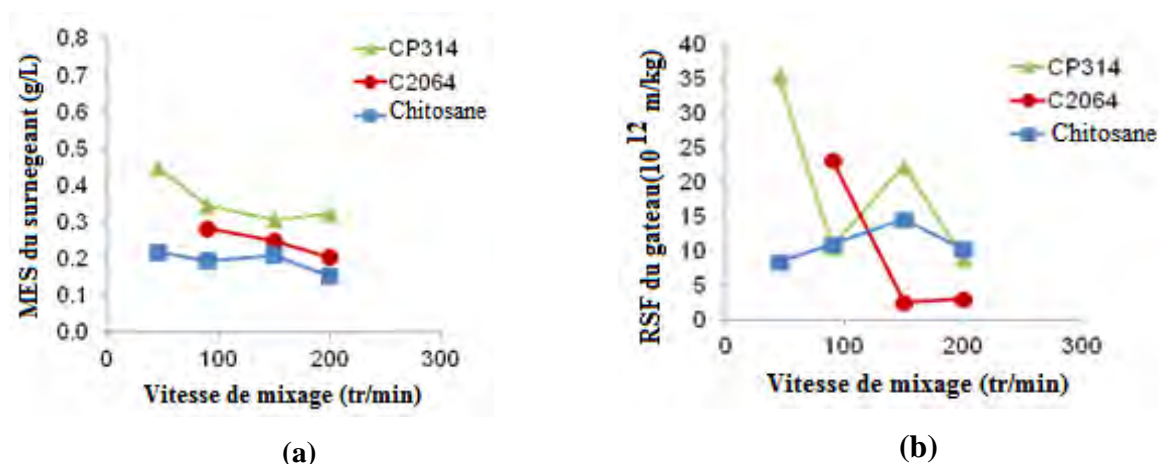 MES du surnegeant (g/L)
0,8
0.7
0.6
0.5
0.4
0.3
0.2
0.1
0.0
0
100
200
300
Vitesse de mixage (tr/min)
CP314
C2064
Chitosane
(a)
RSF du gateau(10^12 m/kg)
40
35
30
25
20
15
10
5
0
0
100
200
300
Vitesse de mixage (tr/min)
CP314
C2064
Chitosane
(b)